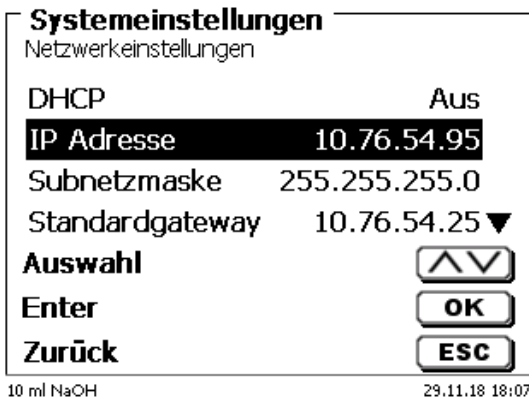 Systemeinstellungen
Netzwerkeinstellungen
DHCP Aus
IP Adresse 10.76.54.95
Subnetzmaske 255.255.255.0
Standardgateway 10.76.54.25
Auswahl
Enter OK
Zurück ESC
10 ml NaOH 29.11.18 18:07